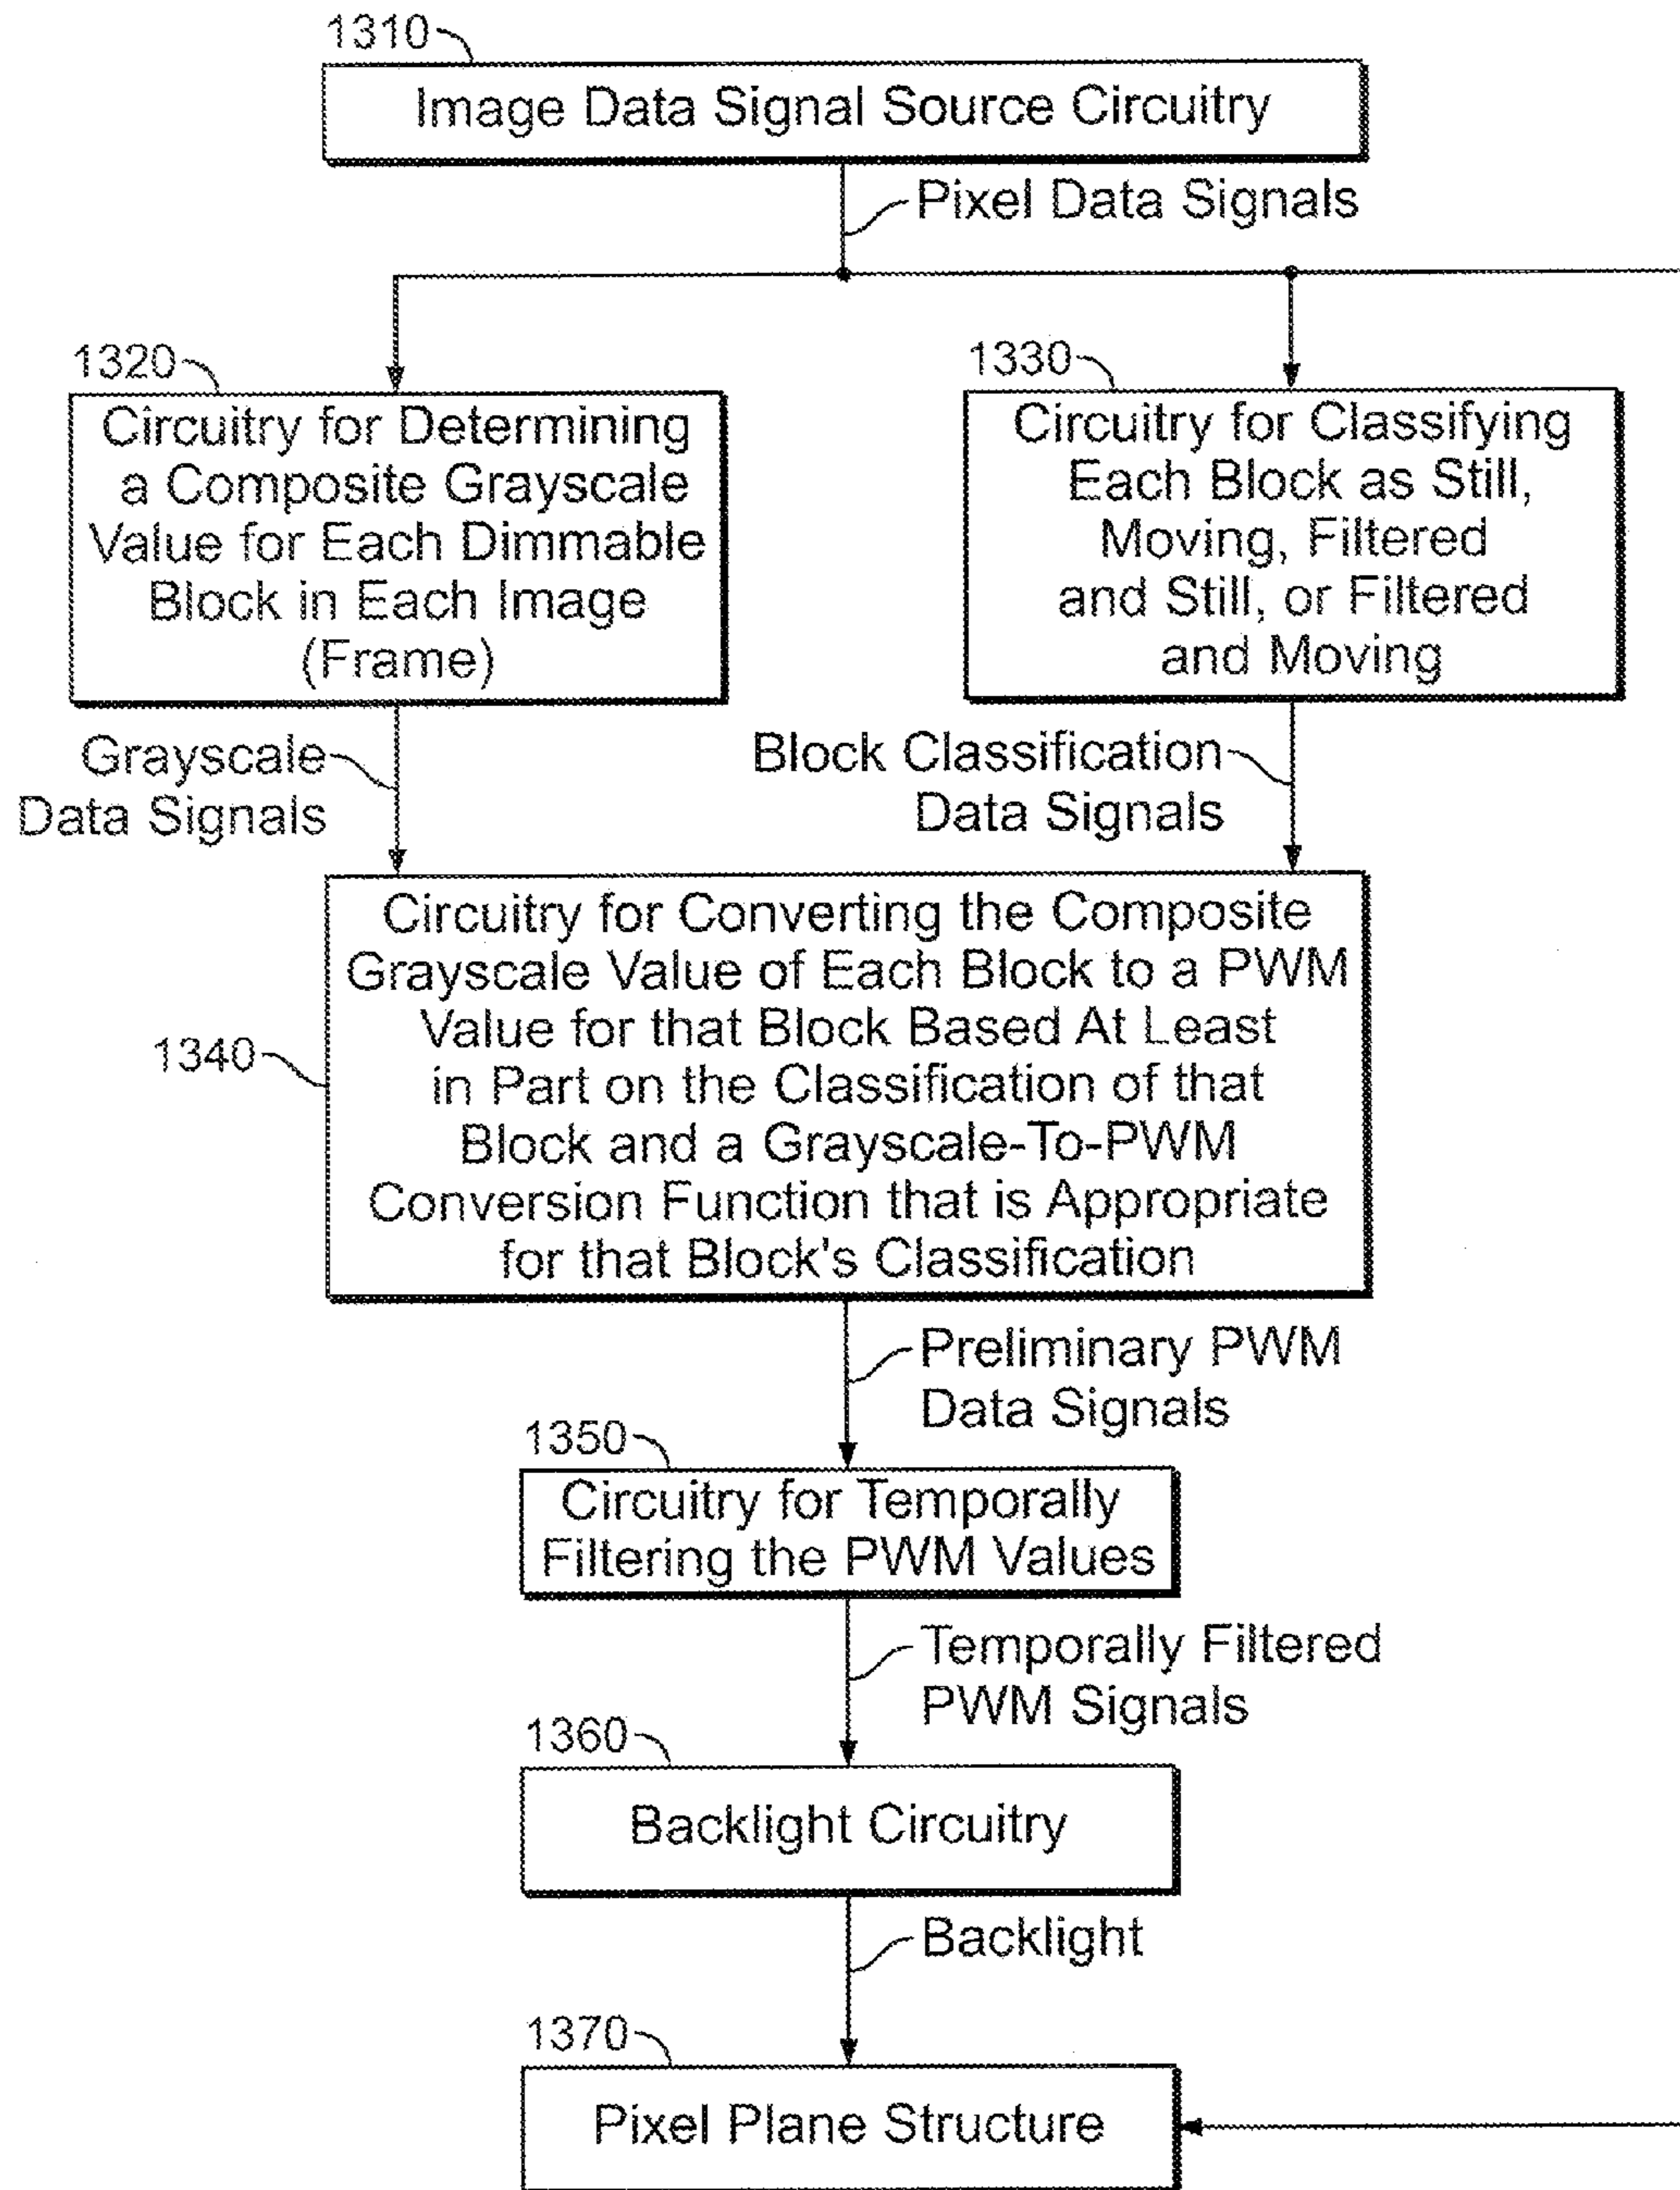 1310
Image Data Signal Source Circuitry
Pixel Data Signals
1320
Circuitry for Determining
a Composite Grayscale
Value for Each Dimmable
Block in Each Image
(Frame)
1330
Circuitry for Classifying
Each Block as Still,
Moving, Filtered
and Still, or Filtered
and Moving
Grayscale
Data Signals
Block Classification
Data Signals
1340
Circuitry for Converting the Composite
Grayscale Value of Each Block to a PWM
Value for that Block Based At Least
in Part on the Classification of that
Block and a Grayscale-To-PWM
Conversion Function that is Appropriate
for that Block's Classification
Preliminary PWM
Data Signals
1350
Circuitry for Temporally
Filtering the PWM Values
Temporally Filtered
PWM Signals
1360
Backlight Circuitry
Backlight
1370
Pixel Plane Structure